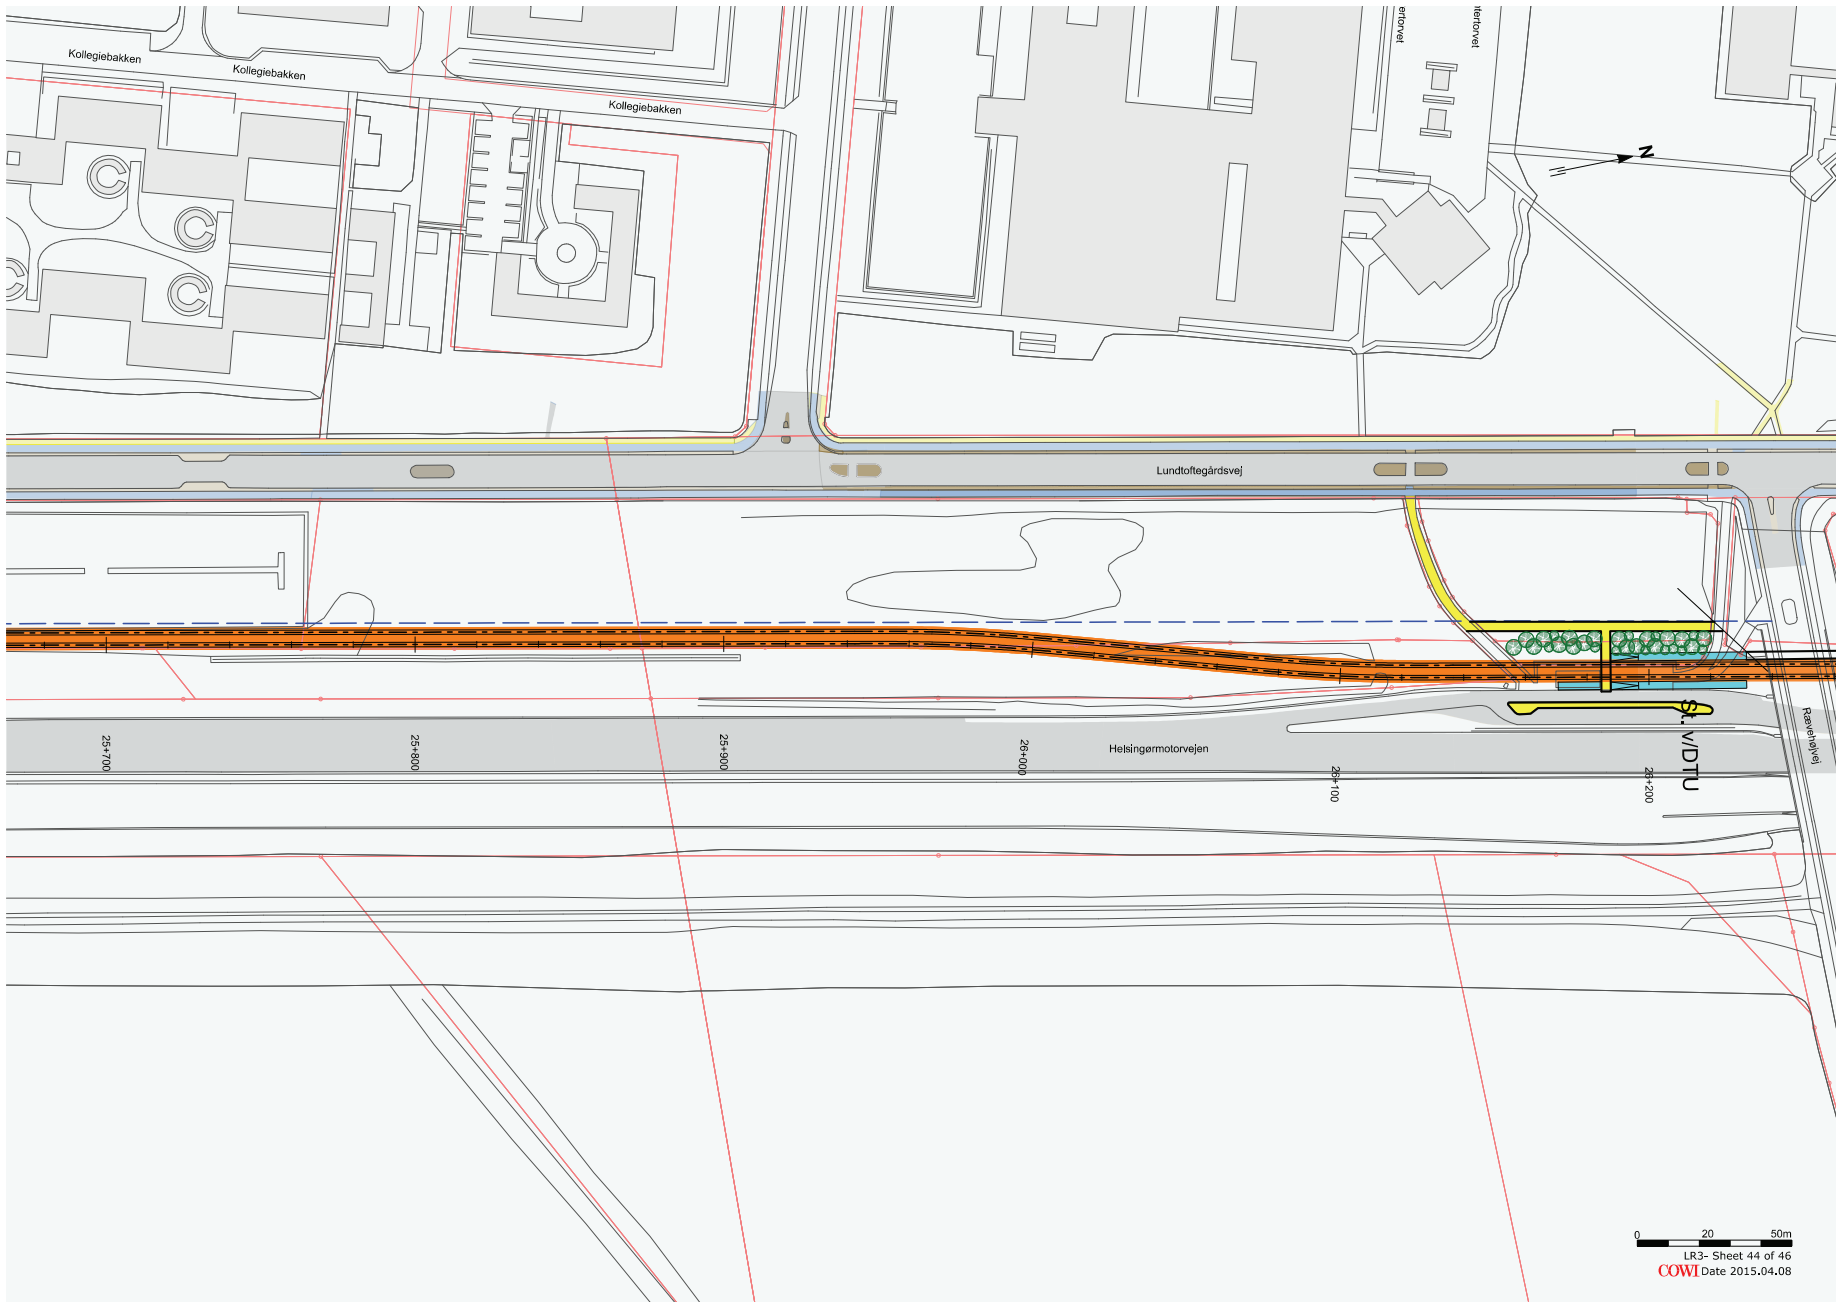 Kollegiebakken
Kollegiebakken
Kollegiebakken
N
Lundtoftegårdsvej
Helsingørmotorvejen
25+700
25+800
25+900
26+000
26+100
26+200
St. v/DTU
Rævehøjvej
0 20 50m
LR3- Sheet 44 of 46
COWI Date 2015.04.08